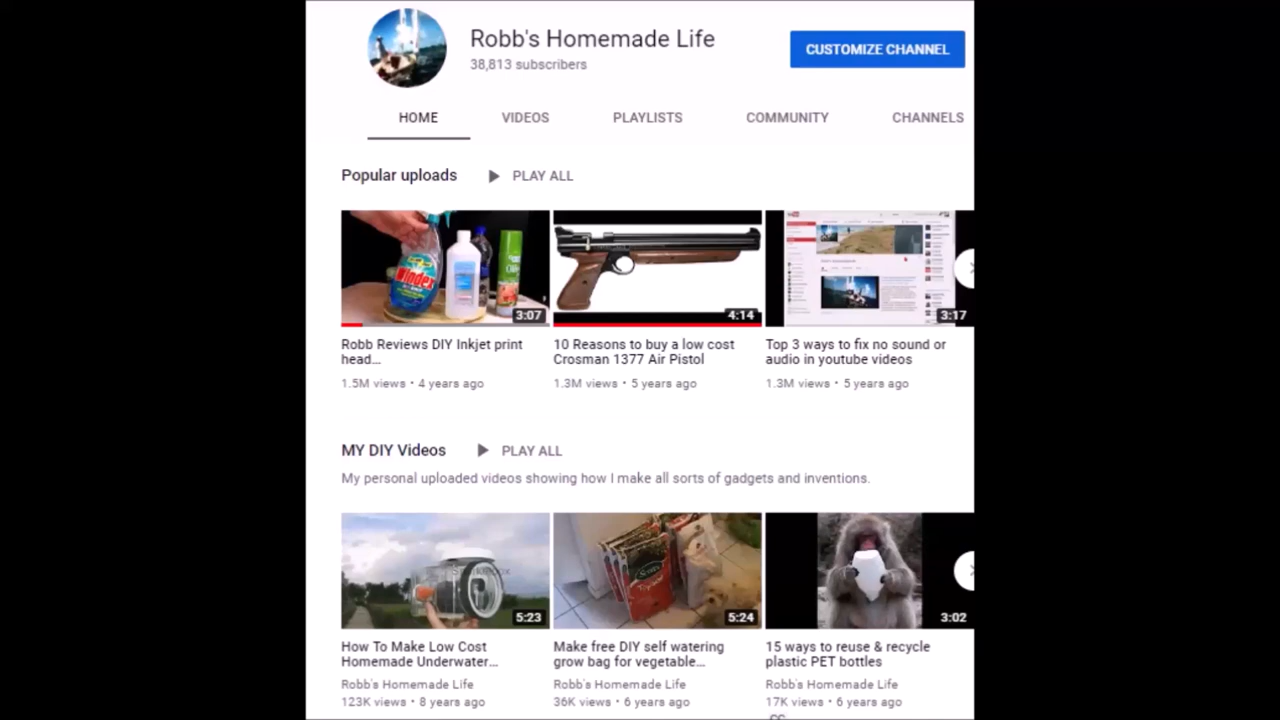 Robb's Homemade Life
38,813 subscribers
CUSTOMIZE CHANNEL
HOME
VIDEOS
PLAYLISTS
COMMUNITY
CHANNELS
Popular uploads
PLAY ALL
Windex
3:07
4:14
3:17
Robb Reviews DIY Inkjet print
head...
1.5M views • 4 years ago
10 Reasons to buy a low cost
Crosman 1377 Air Pistol
1.3M views • 5 years ago
Top 3 ways to fix no sound or
audio in youtube videos
1.3M views • 5 years ago
MY DIY Videos
PLAY ALL
My personal uploaded videos showing how I make all sorts of gadgets and inventions.
5:23
5:24
3:02
How To Make Low Cost
Homemade Underwater...
Robb's Homemade Life
123K views • 8 years ago
Make free DIY self watering
grow bag for vegetable...
Robb's Homemade Life
36K views • 6 years ago
15 ways to reuse & recycle
plastic PET bottles
Robb's Homemade Life
17K views • 6 years ago